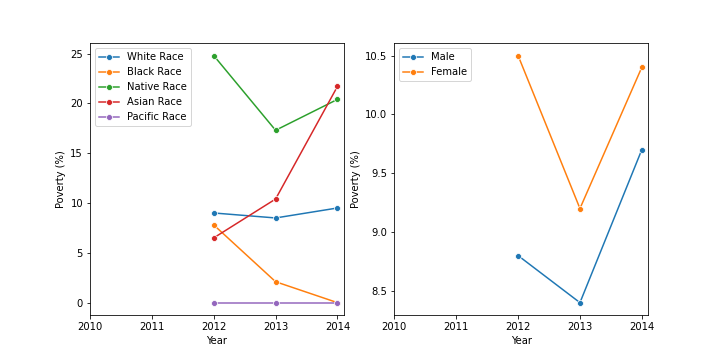 White Race
Black Race
Native Race
Asian Race
Pacific Race
25
20
15
10
5
0
Poverty (%)
2010 2011 2012 2013 2014
Year
Male
Female
10.5
10.0
9.5
9.0
8.5
Poverty (%)
2010 2011 2012 2013 2014
Year